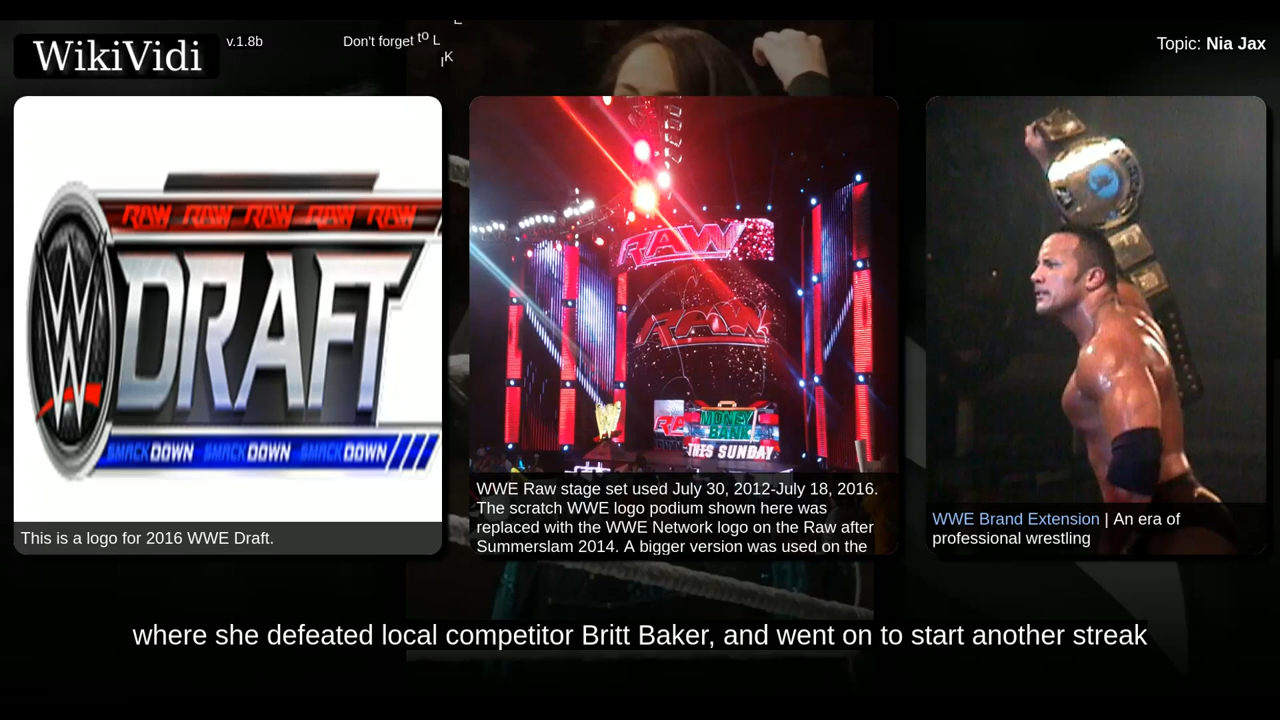 WikiVidi
v.1.8b
Don't forget to L
IK
E
Topic: Nia Jax
RAW RAW RAW RAW RAW
W
DRAFT
SMACKDOWN SMACKDOWN SMACKDOWN
This is a logo for 2016 WWE Draft.
RAW
RAW
MONEY
BANK
THIS SUNDAY
WWE Raw stage set used July 30, 2012-July 18, 2016.
The scratch WWE logo podium shown here was
replaced with the WWE Network logo on the Raw after
Summerslam 2014. A bigger version was used on the
WWE Brand Extension | An era of
professional wrestling
where she defeated local competitor Britt Baker, and went on to start another streak